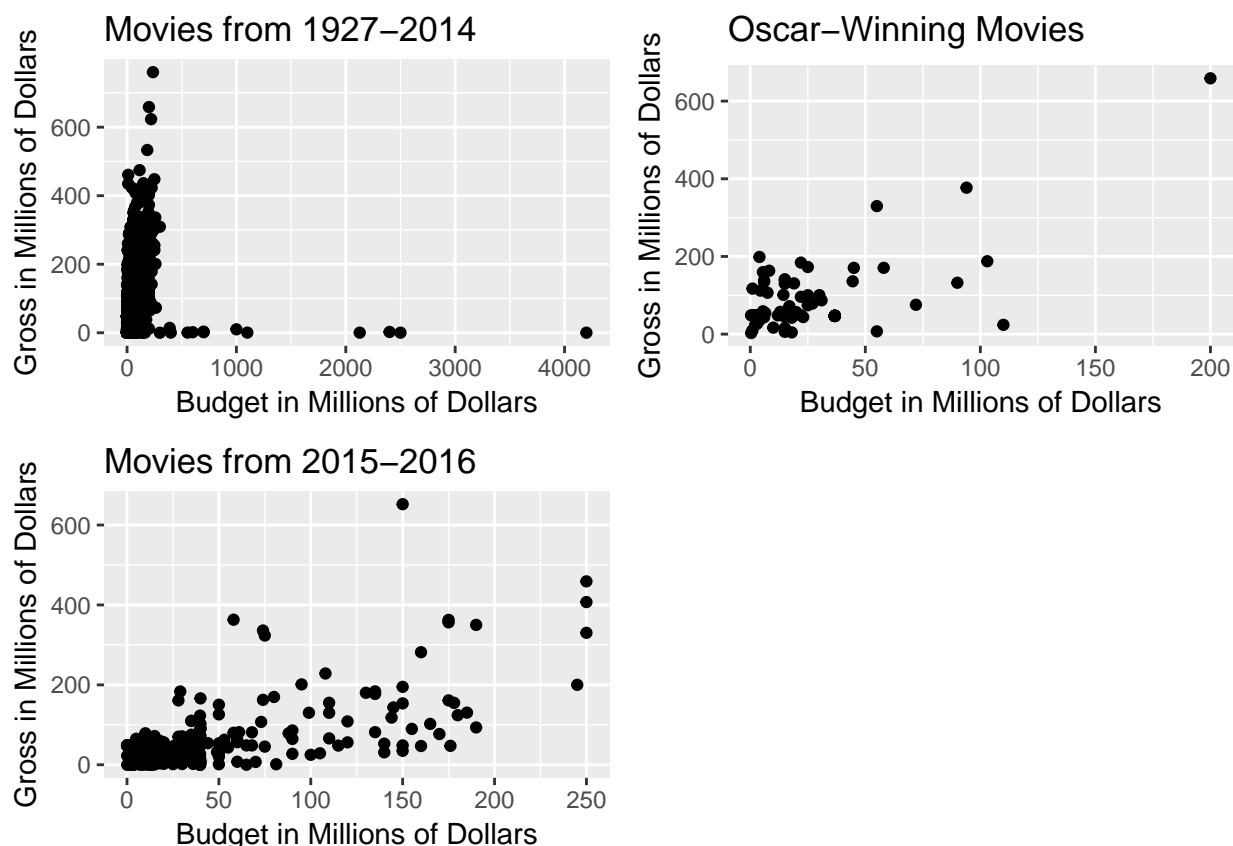 Movies from 1927−2014
Gross in Millions of Dollars
600
400
200
0
0 1000 2000 3000 4000
Budget in Millions of Dollars
Oscar−Winning Movies
Gross in Millions of Dollars
600
400
200
0
0 50 100 150 200
Budget in Millions of Dollars
Movies from 2015−2016
Gross in Millions of Dollars
600
400
200
0
0 50 100 150 200 250
Budget in Millions of Dollars